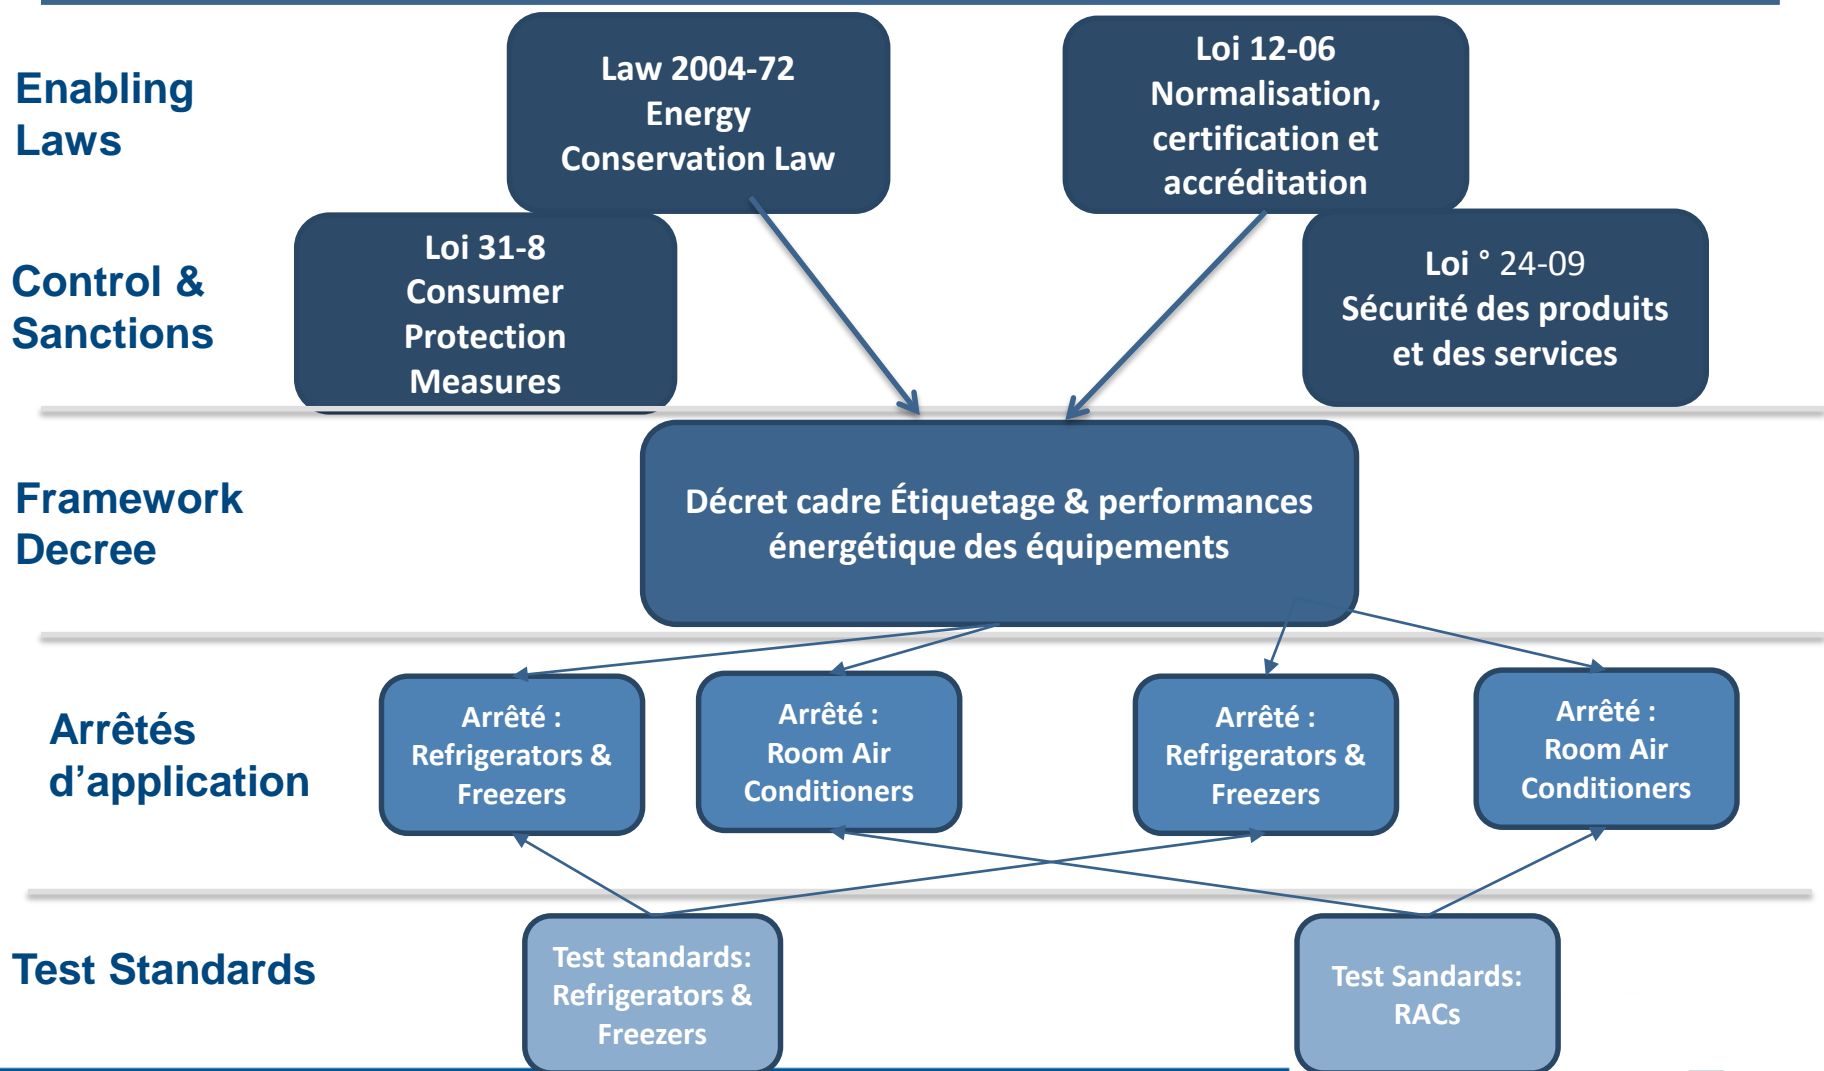 Enabling
Laws
Law 2004-72
Energy
Conservation Law
Loi 12-06
Normalisation,
certification et
accréditation
Control &
Sanctions
Loi 31-8
Consumer
Protection
Measures
Loi ° 24-09
Sécurité des produits
et des services
Framework
Decree
Décret cadre Étiquetage & performances
énergétique des équipements
Arrêtés
d’application
Arrêté :
Refrigerators &
Freezers
Arrêté :
Room Air
Conditioners
Arrêté :
Refrigerators &
Freezers
Arrêté :
Room Air
Conditioners
Test Standards
Test standards:
Refrigerators &
Freezers
Test Sandards:
RACs